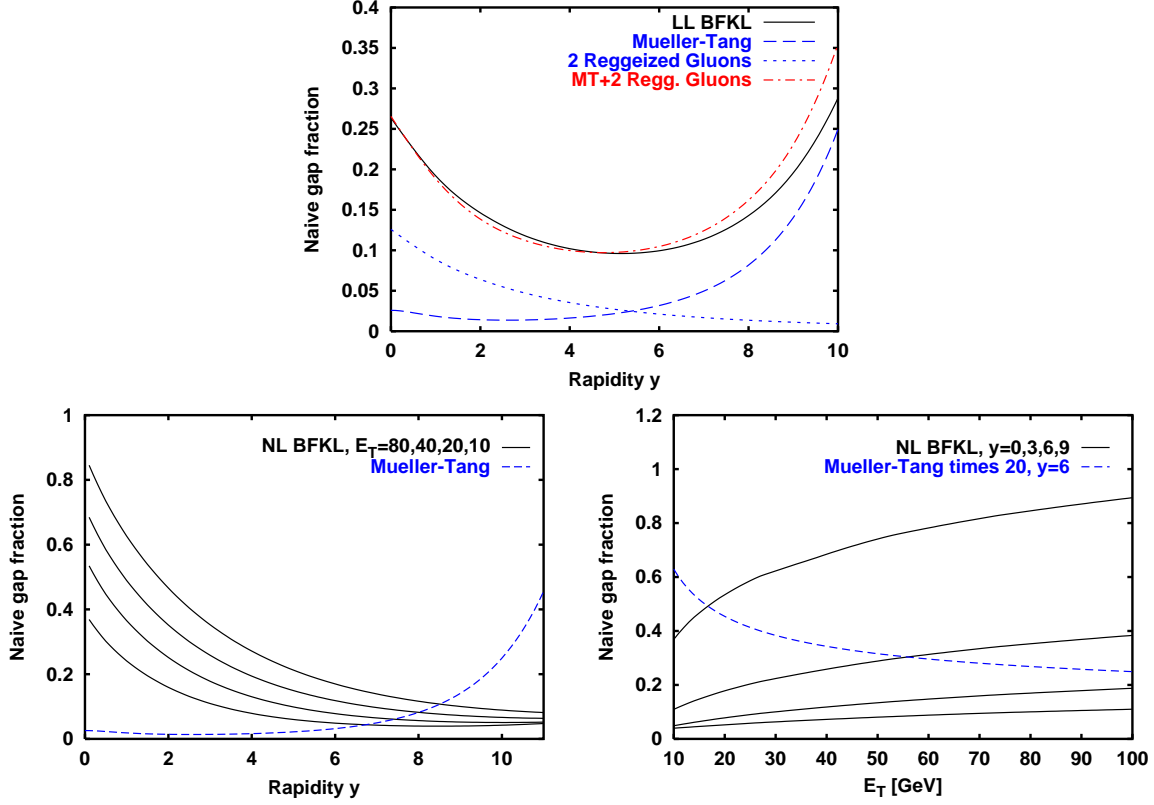 0.4
0.35
0.3
0.25
0.2
0.15
0.1
0.05
0
Naive gap fraction
LL BFKL
Mueller-Tang
2 Reggeized Gluons
MT+2 Regg. Gluons
0 2 4 6 8 10
Rapidity y
1
0.8
0.6
0.4
0.2
0
Naive gap fraction
NL BFKL, E_T=80,40,20,10
Mueller-Tang
0 2 4 6 8 10
Rapidity y
1.2
1
0.8
0.6
0.4
0.2
0
Naive gap fraction
NL BFKL, y=0,3,6,9
Mueller-Tang times 20, y=6
10 20 30 40 50 60 70 80 90 100
E_T [GeV]